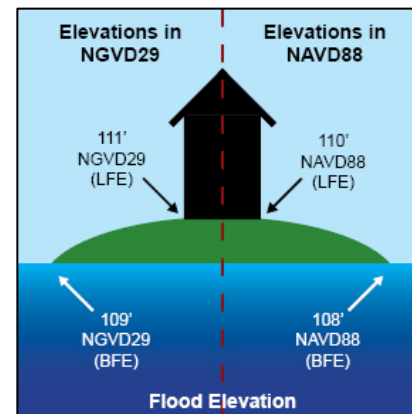 Elevations in
NGVD29
Elevations in
NAVD88
111'
NGVD29
(LFE)
110'
NAVD88
(LFE)
109'
NGVD29
(BFE)
108'
NAVD88
(BFE)
Flood Elevation